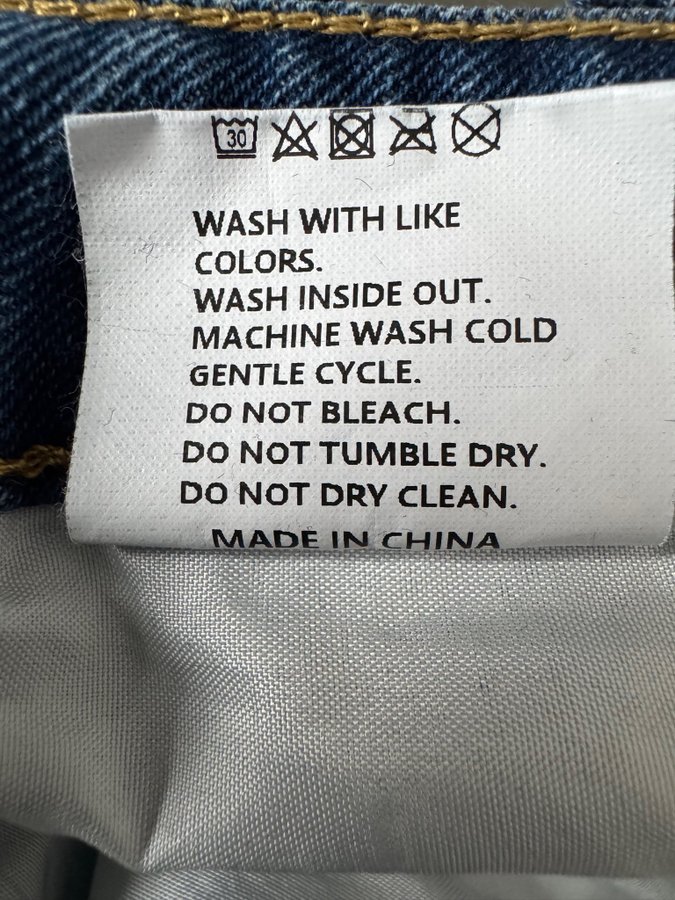 30
WASH WITH LIKE
COLORS.
WASH INSIDE OUT.
MACHINE WASH COLD
GENTLE CYCLE.
DO NOT BLEACH.
DO NOT TUMBLE DRY.
DO NOT DRY CLEAN.
MADE IN CHINA